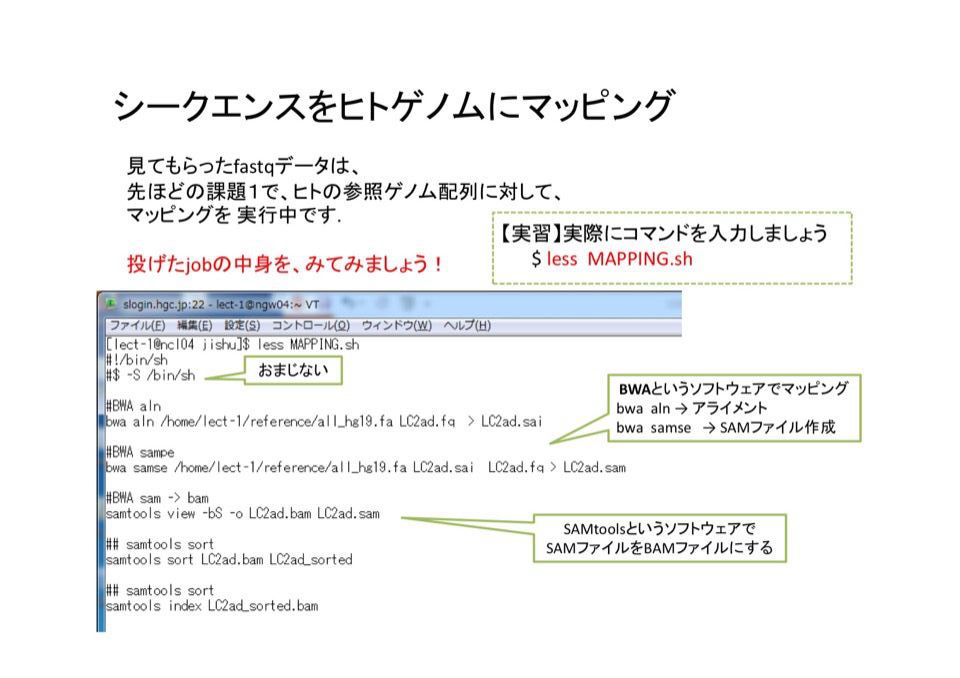 シークエンスをヒトゲノムにマッピング
見てもらったfastqデータは、
先ほどの課題１で、ヒトの参照ゲノム配列に対して、
マッピングを 実行中です.
投げたjobの中身を、みてみましょう！
【実習】実際にコマンドを入力しましょう
$ less MAPPING.sh
slogin.hgc.jp:22 - lect-1@ngw04:~ VT
ファイル(F) 編集(E) 設定(S) コントロール(O) ウィンドウ(W) ヘルプ(H)
[lect-1@ncl04 jishu]$ less MAPPING.sh
#!/bin/sh
#$ -S /bin/sh
おまじない
#BWA aln
bwa aln /home/lect-1/reference/all_hg19.fa LC2ad.fq > LC2ad.sai
BWAというソフトウェアでマッピング
bwa aln → アライメント
bwa samse → SAMファイル作成
#BWA sampe
bwa samse /home/lect-1/reference/all_hg19.fa LC2ad.sai LC2ad.fq > LC2ad.sam
#BWA sam -> bam
samtools view -bS -o LC2ad.bam LC2ad.sam
SAMtoolsというソフトウェアで
SAMファイルをBAMファイルにする
## samtools sort
samtools sort LC2ad.bam LC2ad_sorted
## samtools sort
samtools index LC2ad_sorted.bam